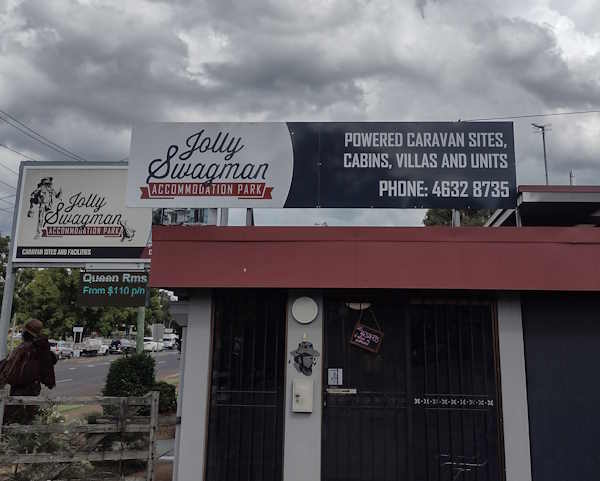 Jolly
Swagman
ACCOMMODATION PARK
POWERED CARAVAN SITES,
CABINS, VILLAS AND UNITS
PHONE: 4632 8735
Jolly
Swagman
ACCOMMODATION PARK
CARAVAN SITES AND FACILITIES
Queen Rms
From $110 p/n